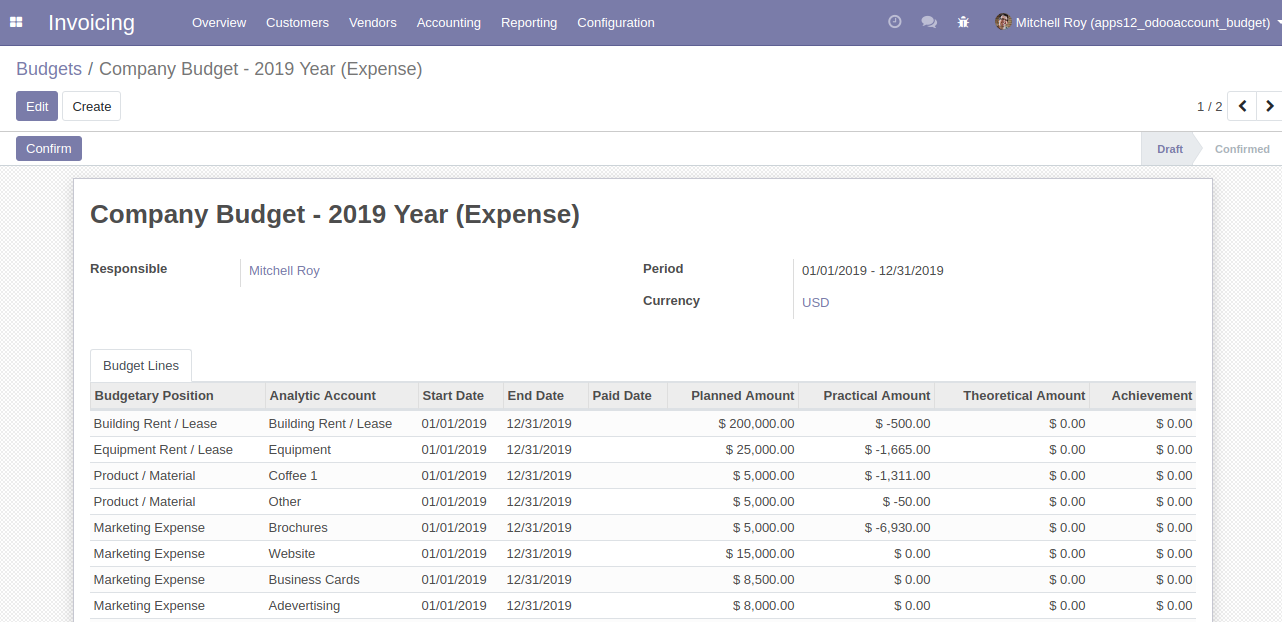 Invoicing Overview Customers Vendors Accounting Reporting Configuration Mitchell Roy (apps12_odooaccount_budget)
Budgets / Company Budget - 2019 Year (Expense)
Edit Create 1 / 2
Confirm Draft Confirmed
Company Budget - 2019 Year (Expense)
Responsible Mitchell Roy Period 01/01/2019 - 12/31/2019
Currency USD
Budget Lines
Budgetary Position Analytic Account Start Date End Date Paid Date Planned Amount Practical Amount Theoretical Amount Achievement
Building Rent / Lease Building Rent / Lease 01/01/2019 12/31/2019 $ 200,000.00 $ -500.00 $ 0.00 $ 0.00
Equipment Rent / Lease Equipment 01/01/2019 12/31/2019 $ 25,000.00 $ -1,665.00 $ 0.00 $ 0.00
Product / Material Coffee 1 01/01/2019 12/31/2019 $ 5,000.00 $ -1,311.00 $ 0.00 $ 0.00
Product / Material Other 01/01/2019 12/31/2019 $ 5,000.00 $ -50.00 $ 0.00 $ 0.00
Marketing Expense Brochures 01/01/2019 12/31/2019 $ 5,000.00 $ -6,930.00 $ 0.00 $ 0.00
Marketing Expense Website 01/01/2019 12/31/2019 $ 15,000.00 $ 0.00 $ 0.00 $ 0.00
Marketing Expense Business Cards 01/01/2019 12/31/2019 $ 8,500.00 $ 0.00 $ 0.00 $ 0.00
Marketing Expense Adevertising 01/01/2019 12/31/2019 $ 8,000.00 $ 0.00 $ 0.00 $ 0.00